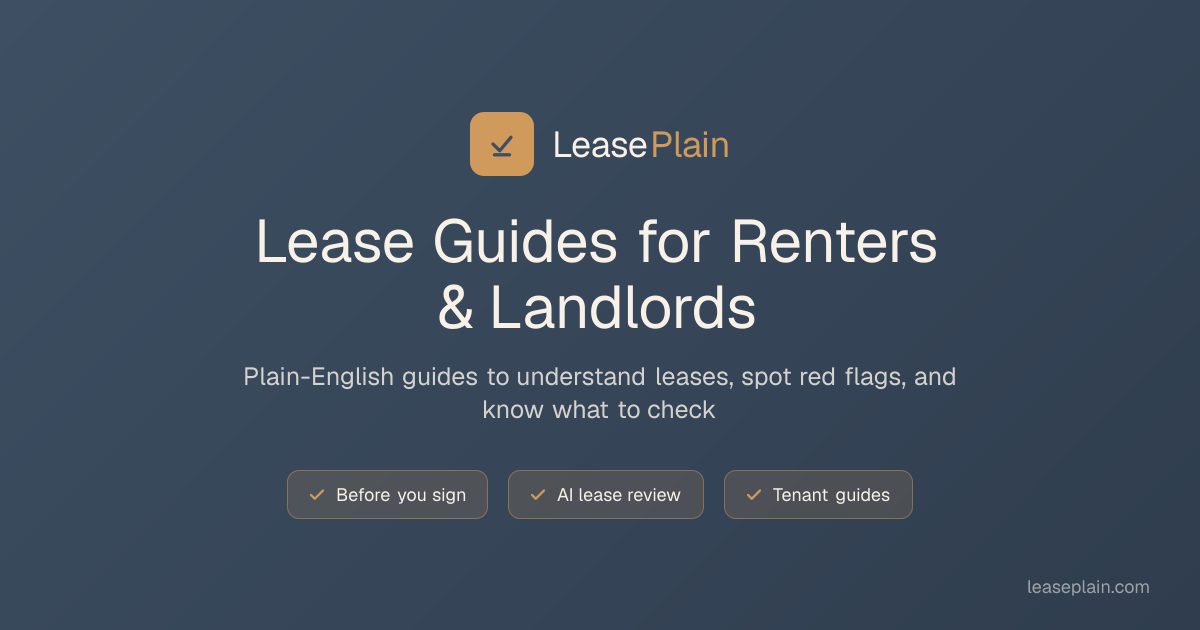 LeasePlain
Lease Guides for Renters
& Landlords
Plain-English guides to understand leases, spot red flags, and
know what to check
Before you sign
AI lease review
Tenant guides
leaseplain.com